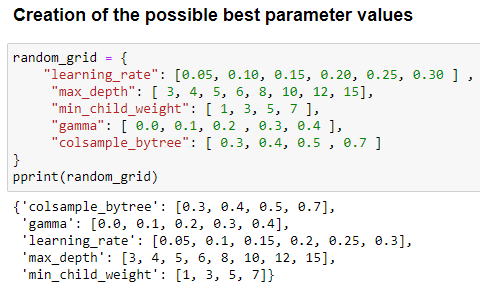 Creation of the possible best parameter values
random_grid = {
"learning_rate": [0.05, 0.10, 0.15, 0.20, 0.25, 0.30 ] ,
"max_depth": [ 3, 4, 5, 6, 8, 10, 12, 15],
"min_child_weight": [ 1, 3, 5, 7 ],
"gamma": [ 0.0, 0.1, 0.2 , 0.3, 0.4 ],
"colsample_bytree": [ 0.3, 0.4, 0.5 , 0.7 ]
}
pprint(random_grid)
{'colsample_bytree': [0.3, 0.4, 0.5, 0.7],
'gamma': [0.0, 0.1, 0.2, 0.3, 0.4],
'learning_rate': [0.05, 0.1, 0.15, 0.2, 0.25, 0.3],
'max_depth': [3, 4, 5, 6, 8, 10, 12, 15],
'min_child_weight': [1, 3, 5, 7]}